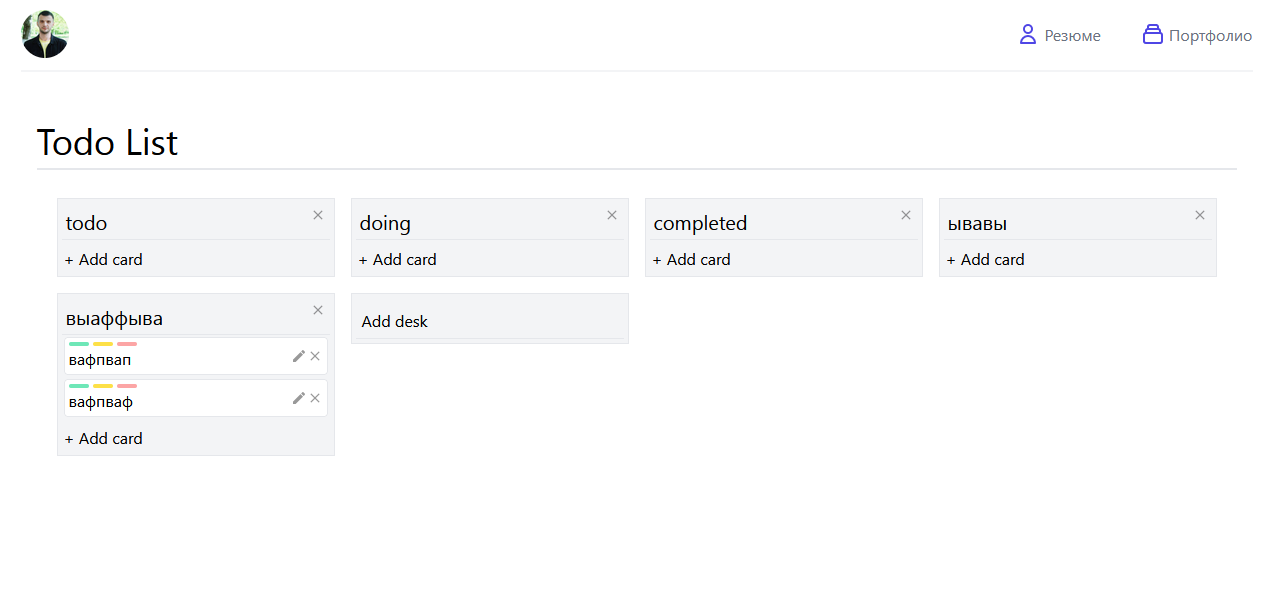 Резюме
Портфолио
Todo List
todo
+ Add card
doing
+ Add card
completed
+ Add card
ывавы
+ Add card
выаффыва
вафпвап
вафпваф
+ Add card
Add desk